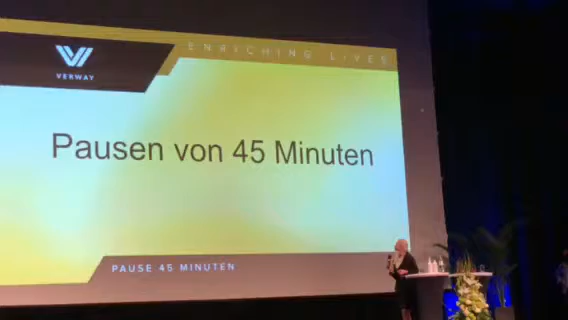 ENRICHING LIVES
VERWAY
Pausen von 45 Minuten
PAUSE 45 MINUTEN